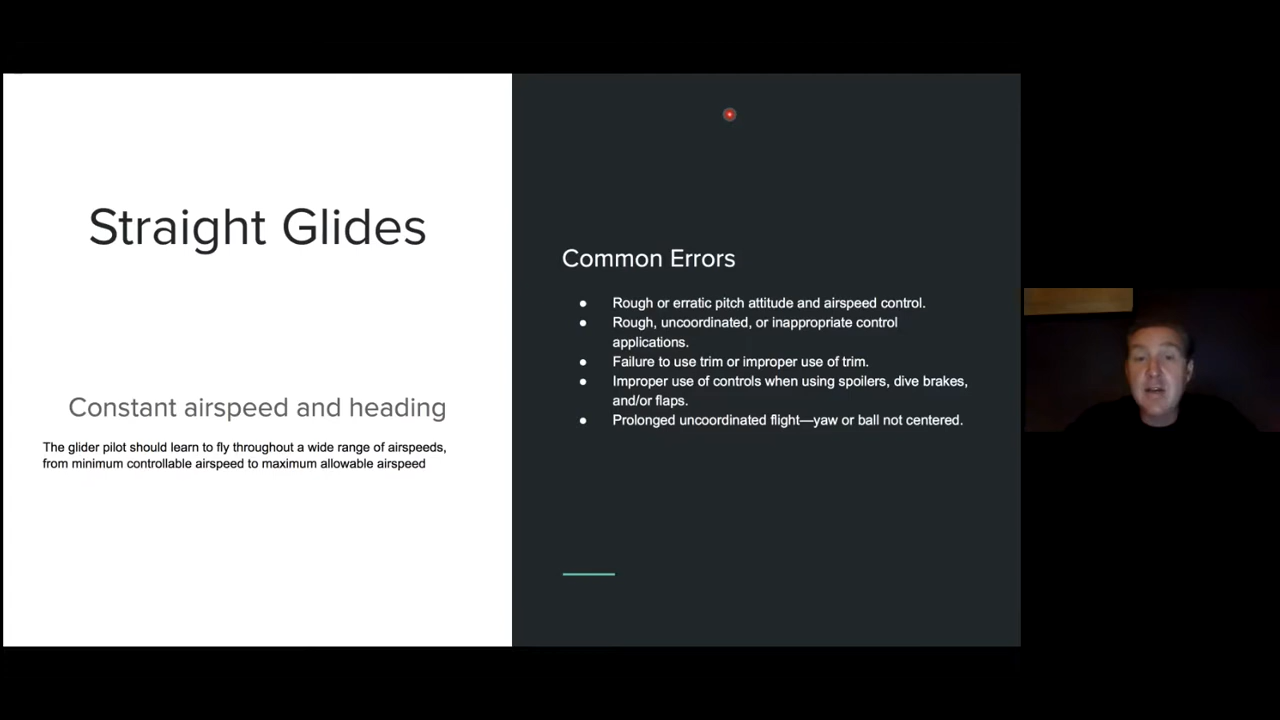 Straight Glides
Constant airspeed and heading
The glider pilot should learn to fly throughout a wide range of airspeeds,
from minimum controllable airspeed to maximum allowable airspeed
Common Errors
● Rough or erratic pitch attitude and airspeed control.
● Rough, uncoordinated, or inappropriate control
applications.
● Failure to use trim or improper use of trim.
● Improper use of controls when using spoilers, dive brakes,
and/or flaps.
● Prolonged uncoordinated flight—yaw or ball not centered.